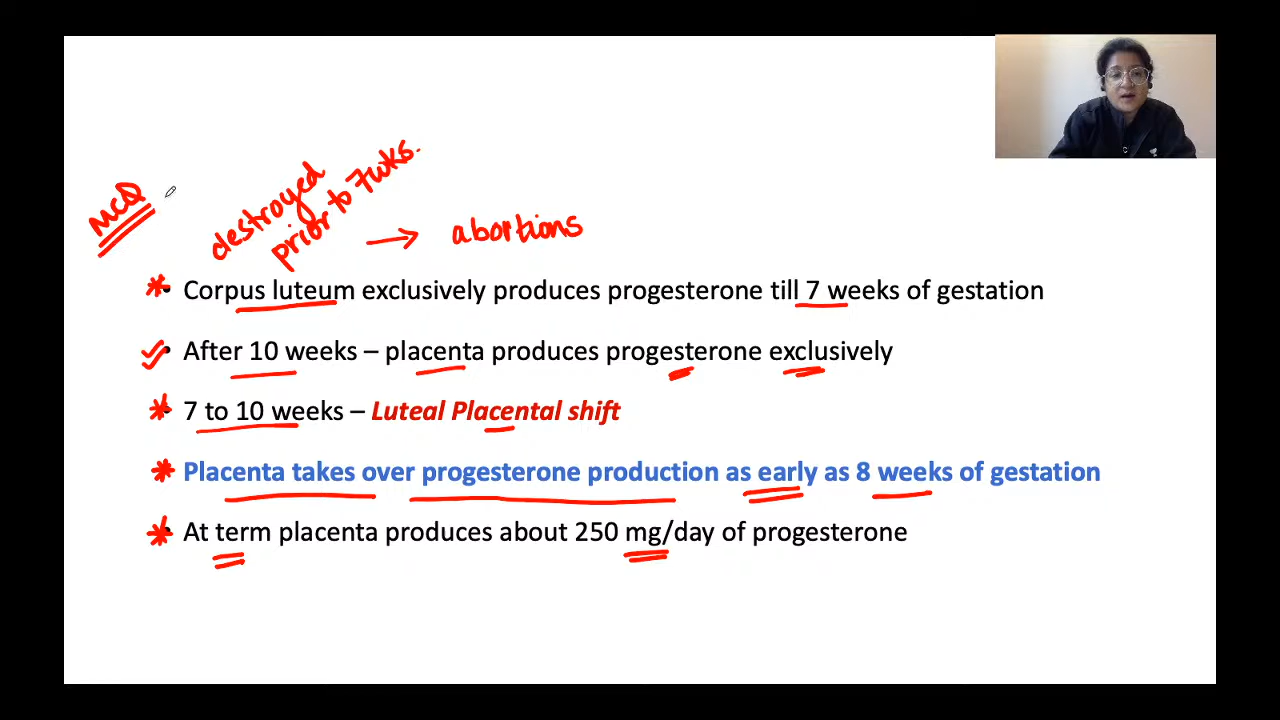 MCQ
destroyed
prior to 7wks.
→ abortions
* Corpus luteum exclusively produces progesterone till 7 weeks of gestation
• After 10 weeks – placenta produces progesterone exclusively
* 7 to 10 weeks – Luteal Placental shift
* Placenta takes over progesterone production as early as 8 weeks of gestation
* At term placenta produces about 250 mg/day of progesterone